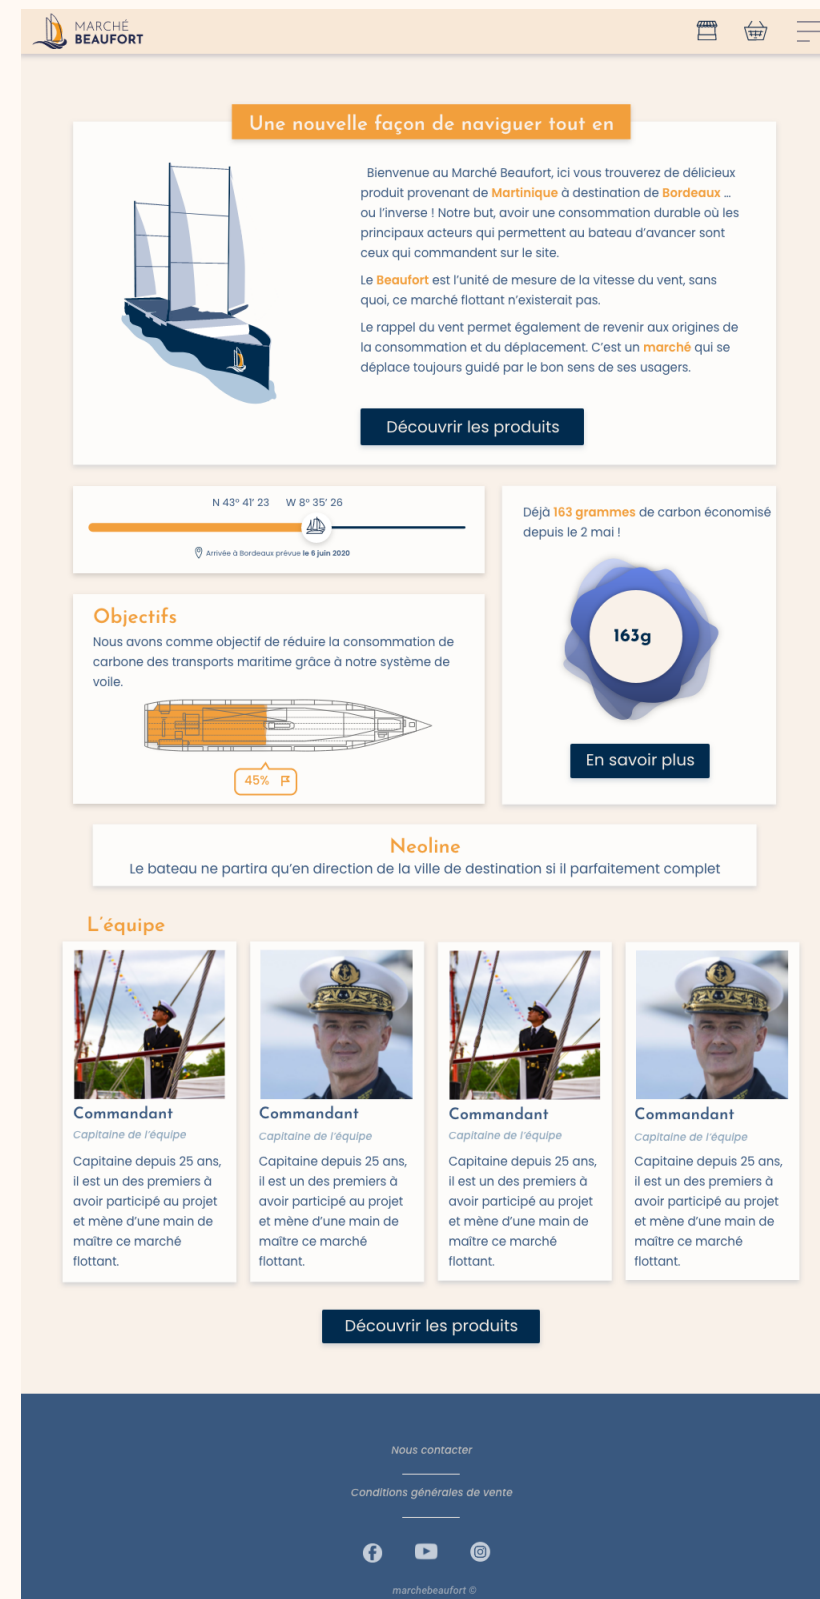 MARCHÉ
BEAUFORT
Une nouvelle façon de naviguer tout en
Bienvenue au Marché Beaufort, ici vous trouverez de délicieux
produit provenant de Martinique à destination de Bordeaux ...
ou l'inverse ! Notre but, avoir une consommation durable où les
principaux acteurs qui permettent au bateau d'avancer sont
ceux qui commandent sur le site.
Le Beaufort est l'unité de mesure de la vitesse du vent, sans
quoi, ce marché flottant n'existerait pas.
Le rappel du vent permet également de revenir aux origines de
la consommation et du déplacement. C'est un marché qui se
déplace toujours guidé par le bon sens de ses usagers.
Découvrir les produits
N 43° 41' 23 W 8° 35' 26
Arrivée à Bordeaux prévue le 6 juin 2020
Déjà 163 grammes de carbon économisé
depuis le 2 mai !
163g
En savoir plus
Objectifs
Nous avons comme objectif de réduire la consommation de
carbone des transports maritime grâce à notre système de
voile.
45%
Neoline
Le bateau ne partira qu'en direction de la ville de destination si il parfaitement complet
L'équipe
Commandant
Capitaine de l'équipe
Capitaine depuis 25 ans,
il est un des premiers à
avoir participé au projet
et mène d'une main de
maître ce marché
flottant.
Commandant
Capitaine de l'équipe
Capitaine depuis 25 ans,
il est un des premiers à
avoir participé au projet
et mène d'une main de
maître ce marché
flottant.
Commandant
Capitaine de l'équipe
Capitaine depuis 25 ans,
il est un des premiers à
avoir participé au projet
et mène d'une main de
maître ce marché
flottant.
Commandant
Capitaine de l'équipe
Capitaine depuis 25 ans,
il est un des premiers à
avoir participé au projet
et mène d'une main de
maître ce marché
flottant.
Découvrir les produits
Nous contacter
Conditions générales de vente
marchebeaufort ©